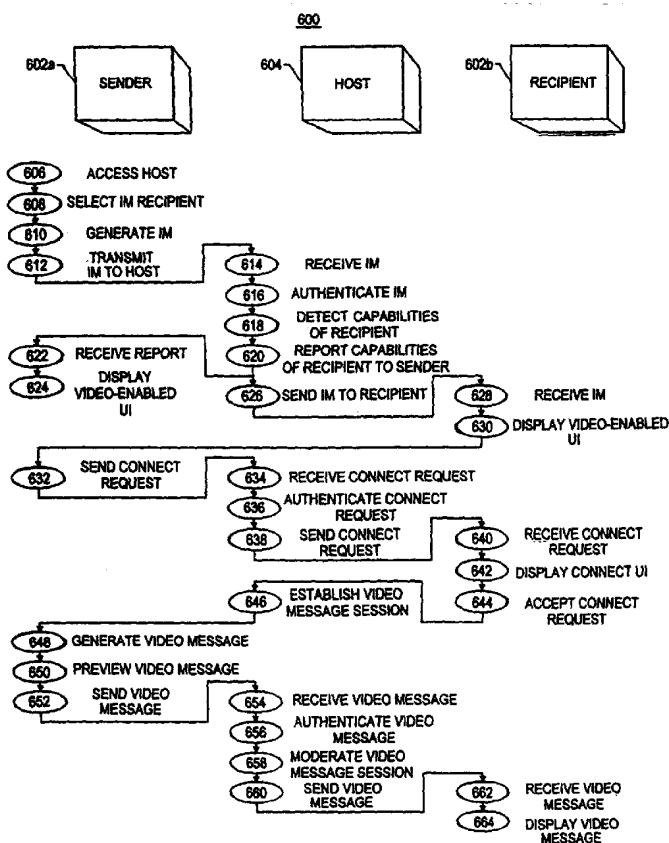 600
602a
SENDER
604
HOST
602b
RECIPIENT
606 ACCESS HOST
608 SELECT IM RECIPIENT
610 GENERATE IM
612 TRANSMIT
IM TO HOST
614 RECEIVE IM
616 AUTHENTICATE IM
618 DETECT CAPABILITIES
OF RECIPIENT
620 REPORT CAPABILITIES
OF RECIPIENT TO SENDER
622 RECEIVE REPORT
624 DISPLAY
VIDEO-ENABLED
UI
626 SEND IM TO RECIPIENT
628 RECEIVE IM
630 DISPLAY VIDEO-ENABLED
UI
632 SEND CONNECT
REQUEST
634 RECEIVE CONNECT REQUEST
636 AUTHENTICATE CONNECT
REQUEST
638 SEND CONNECT
REQUEST
640 RECEIVE CONNECT
REQUEST
642 DISPLAY CONNECT UI
644 ACCEPT CONNECT
REQUEST
646 ESTABLISH VIDEO
MESSAGE SESSION
648 GENERATE VIDEO MESSAGE
650 PREVIEW VIDEO MESSAGE
652 SEND VIDEO
MESSAGE
654 RECEIVE VIDEO MESSAGE
656 AUTHENTICATE VIDEO
MESSAGE
658 MODERATE VIDEO
MESSAGE SESSION
660 SEND VIDEO
MESSAGE
662 RECEIVE VIDEO
MESSAGE
664 DISPLAY VIDEO
MESSAGE